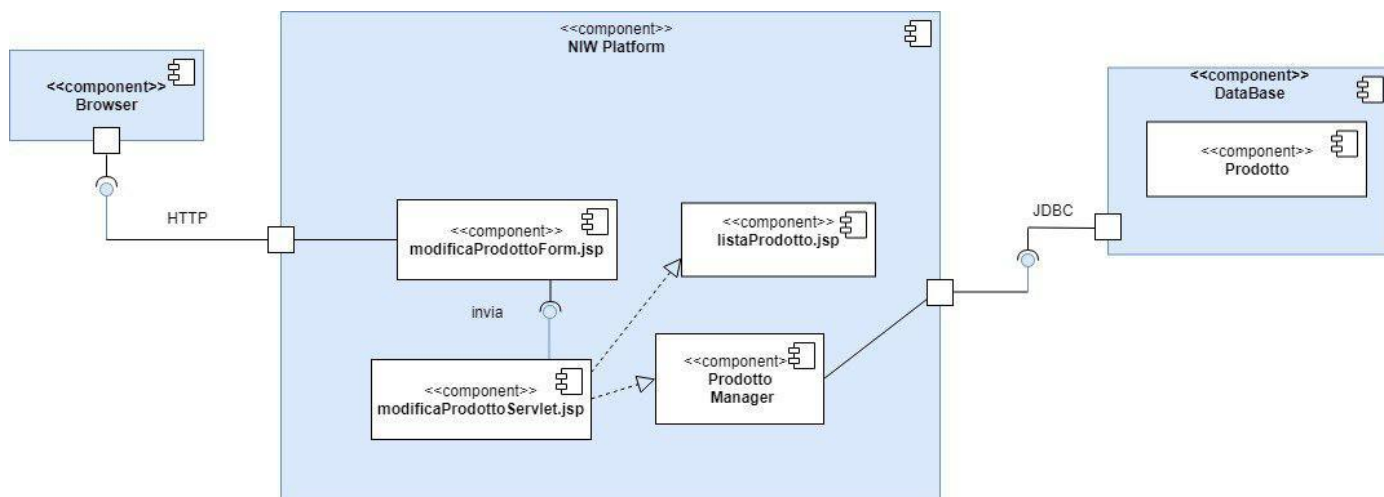 <<component>>
Browser
HTTP
<<component>>
NIW Platform
<<component>>
modificaProdottoForm.jsp
<<component>>
listaProdotto.jsp
invia
<<component>>
modificaProdottoServlet.jsp
<<component>
Prodotto
Manager
JDBC
<<component>>
DataBase
<<component>>
Prodotto